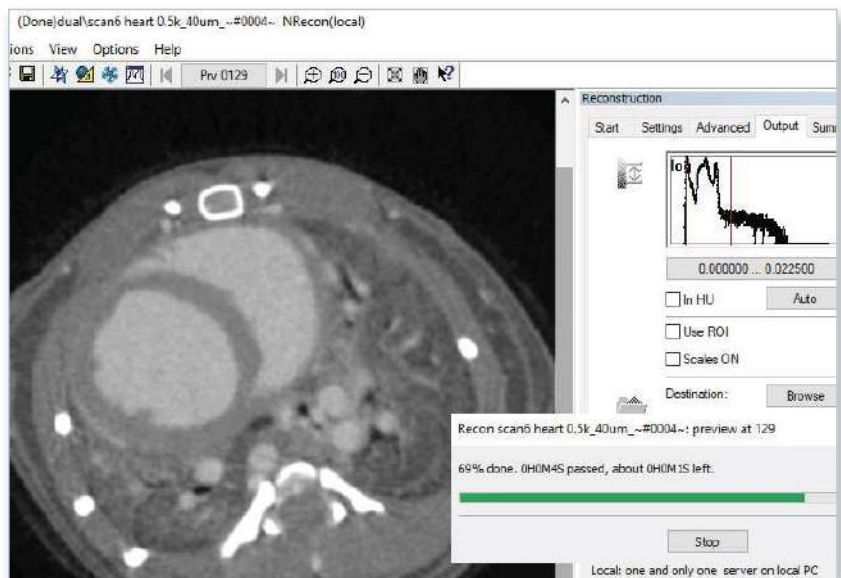 (Done)dual\scan6 heart 0.5k_40um_~#0004~ NRecon(local)
ions View Options Help
Prv 0129
Reconstruction
Start Settings Advanced Output Sum
log
0.000000 ... 0.022500
In HU Auto
Use ROI
Scales ON
Destination: Browse
Recon scan6 heart 0.5k_40um_~#0004~: preview at 129
69% done. 0H0M4S passed, about 0H0M1S left.
Stop
Local: one and only one server on local PC